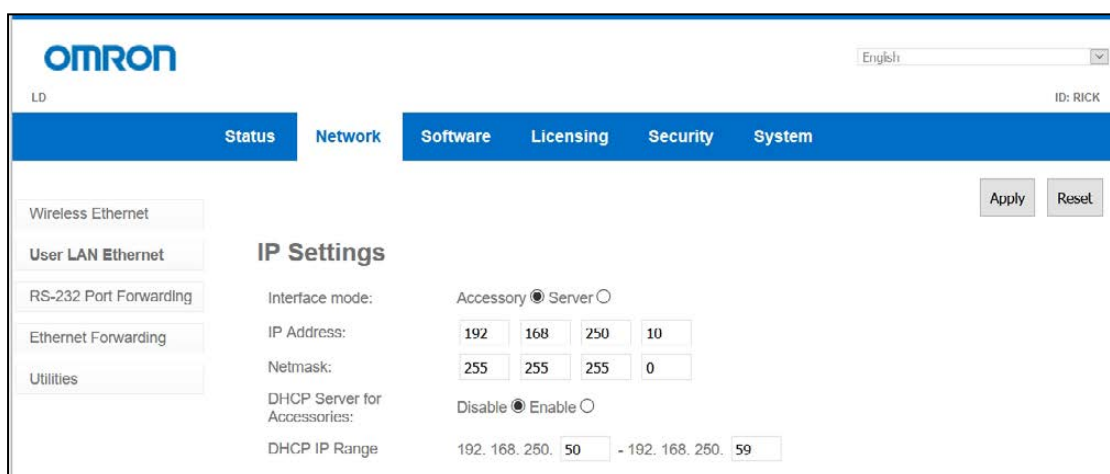 OMRON
English
LD
ID: RICK
Status Network Software Licensing Security System
Apply Reset
Wireless Ethernet
User LAN Ethernet
RS-232 Port Forwarding
Ethernet Forwarding
Utilities
IP Settings
Interface mode: Accessory Server
IP Address: 192 168 250 10
Netmask: 255 255 255 0
DHCP Server for
Accessories: Disable Enable
DHCP IP Range 192. 168. 250. 50 - 192. 168. 250. 59